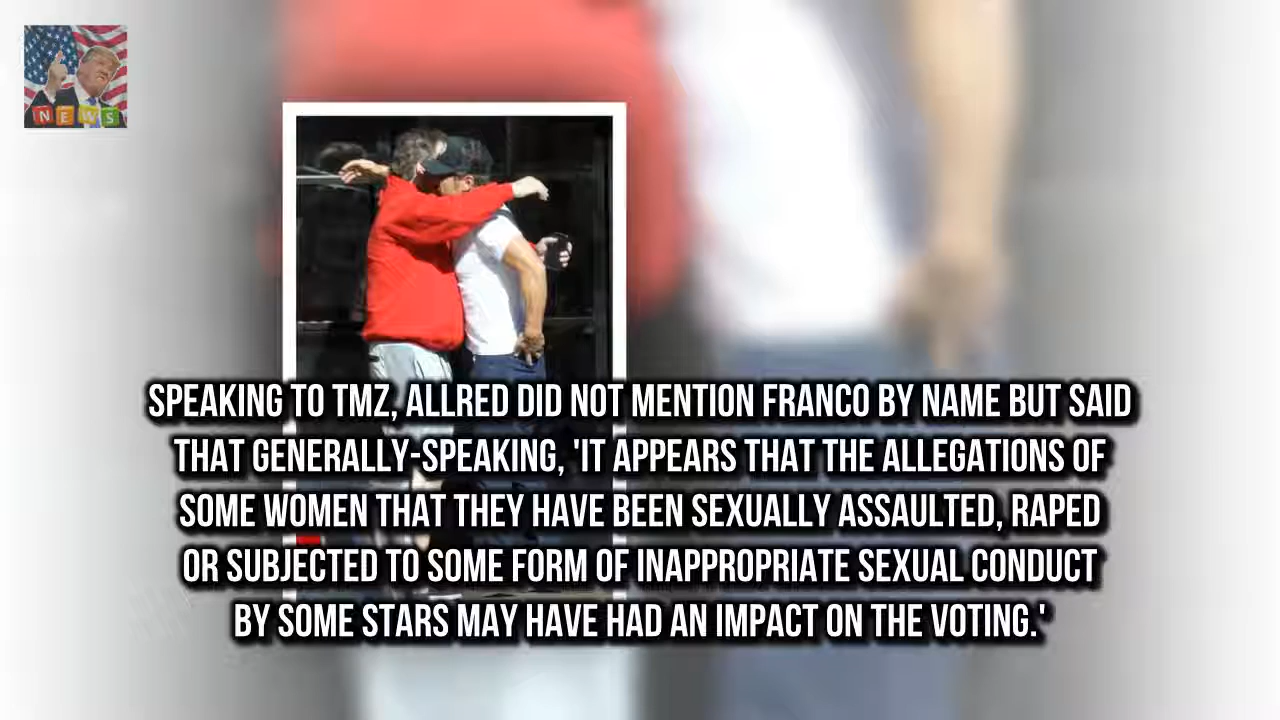 NEWS
SPEAKING TO TMZ, ALLRED DID NOT MENTION FRANCO BY NAME BUT SAID
THAT GENERALLY-SPEAKING, 'IT APPEARS THAT THE ALLEGATIONS OF
SOME WOMEN THAT THEY HAVE BEEN SEXUALLY ASSAULTED, RAPED
OR SUBJECTED TO SOME FORM OF INAPPROPRIATE SEXUAL CONDUCT
BY SOME STARS MAY HAVE HAD AN IMPACT ON THE VOTING.'